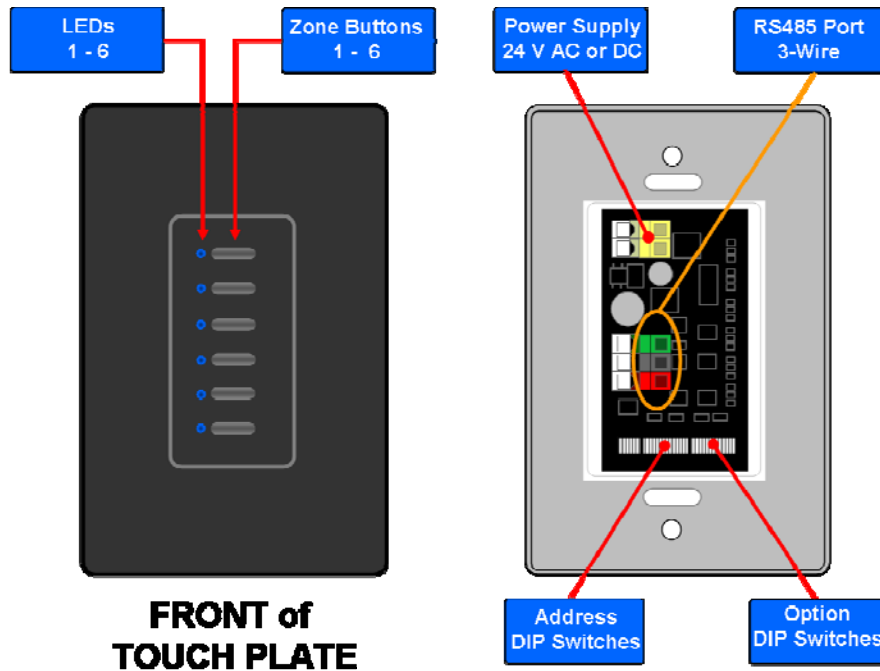 LEDs
1 - 6
Zone Buttons
1 - 6
Power Supply
24 V AC or DC
RS485 Port
3-Wire
FRONT of
TOUCH PLATE
Address
DIP Switches
Option
DIP Switches